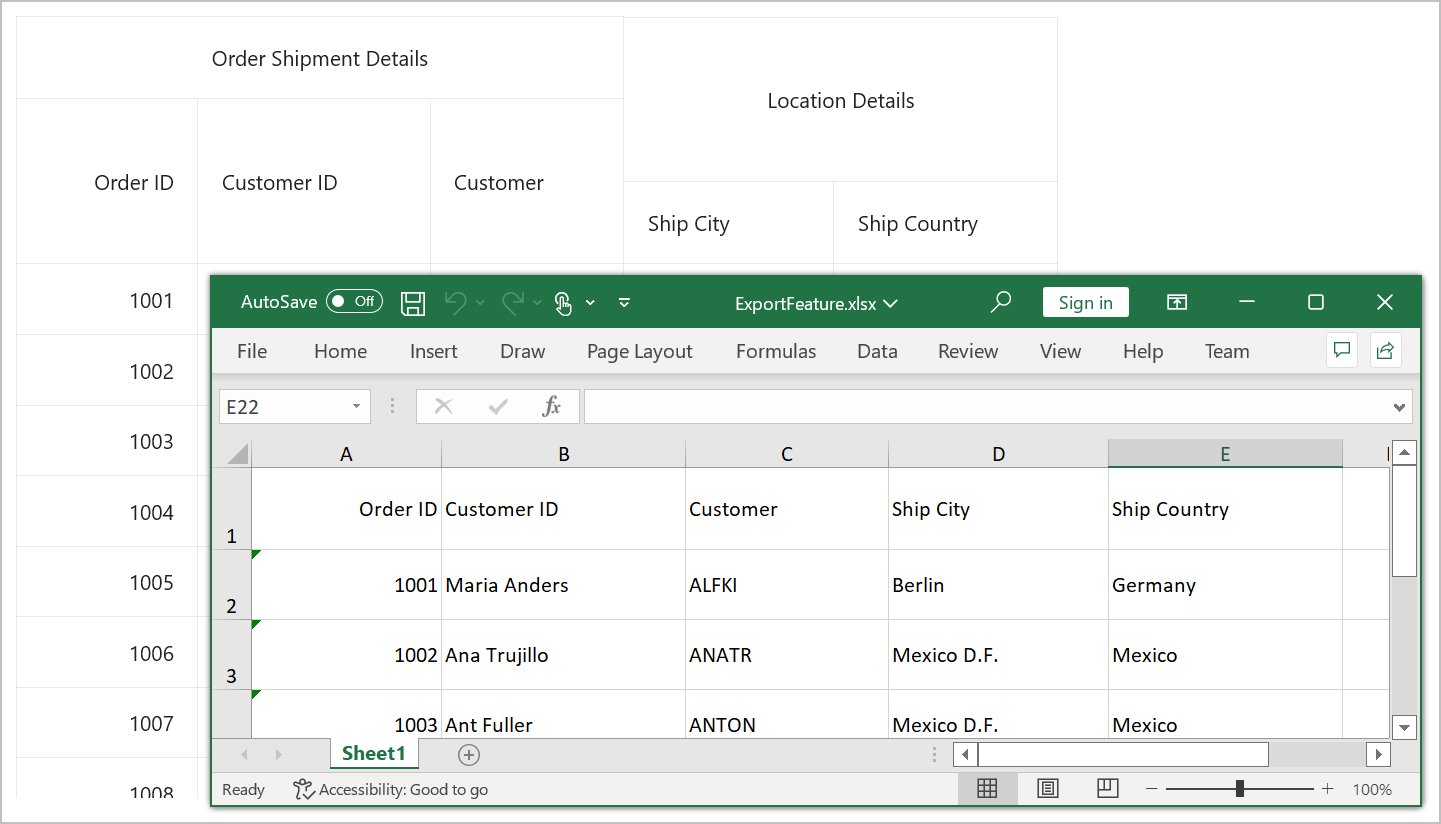 Order Shipment Details
Location Details
Order ID Customer ID Customer
Ship City Ship Country
1001
1002
1003
1004
1005
1006
1007
1008
AutoSave Off ExportFeature.xlsx Sign in
File Home Insert Draw Page Layout Formulas Data Review View Help Team
E22 fx
A B C D E
1 Order ID Customer ID Customer Ship City Ship Country
2 1001 Maria Anders ALFKI Berlin Germany
3 1002 Ana Trujillo ANATR Mexico D.F. Mexico
1003 Ant Fuller ANTON Mexico D.F. Mexico
Sheet1
Ready Accessibility: Good to go 100%